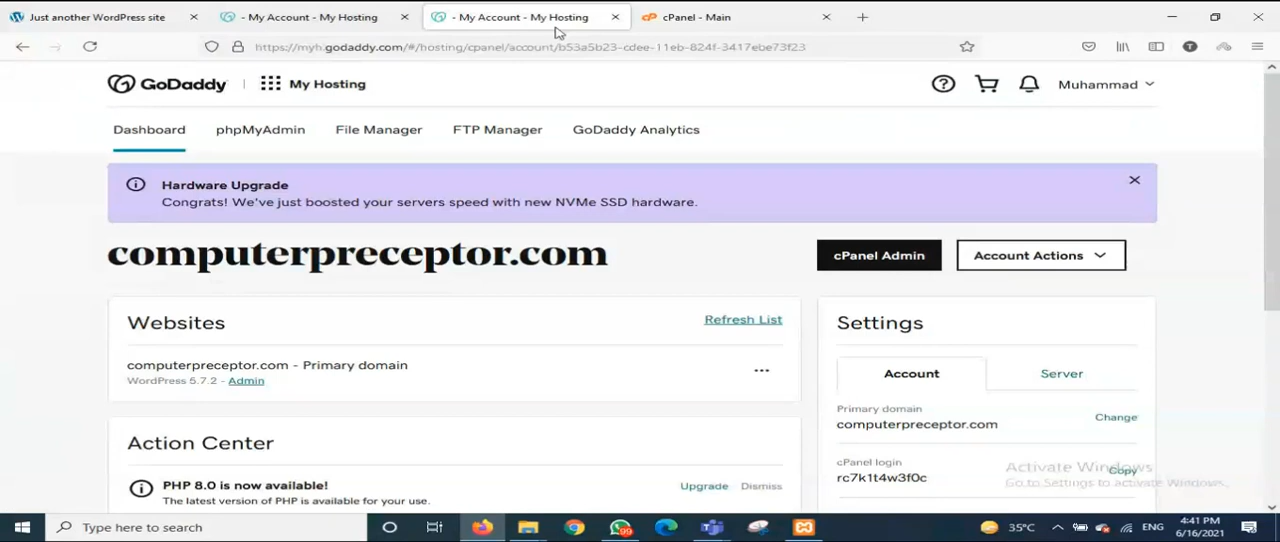 Just another WordPress site
- My Account - My Hosting
- My Account - My Hosting
cPanel - Main
https://myh.godaddy.com/#/hosting/cpanel/account/b53a5b23-cdee-11eb-824f-3417ebe73f23
GoDaddy
My Hosting
Muhammad
Dashboard
phpMyAdmin
File Manager
FTP Manager
GoDaddy Analytics
Hardware Upgrade
Congrats! We've just boosted your servers speed with new NVMe SSD hardware.
computerpreceptor.com
cPanel Admin
Account Actions
Websites
Refresh List
computerpreceptor.com - Primary domain
WordPress 5.7.2 - Admin
Action Center
PHP 8.0 is now available!
The latest version of PHP is available for your use.
Upgrade
Dismiss
Settings
Account
Server
Primary domain
computerpreceptor.com
Change
cPanel login
rc7k1t4w3f0c
Copy
Activate Windows
Go to Settings to activate Windows.
Type here to search
99
35°C
ENG
4:41 PM
6/16/2021